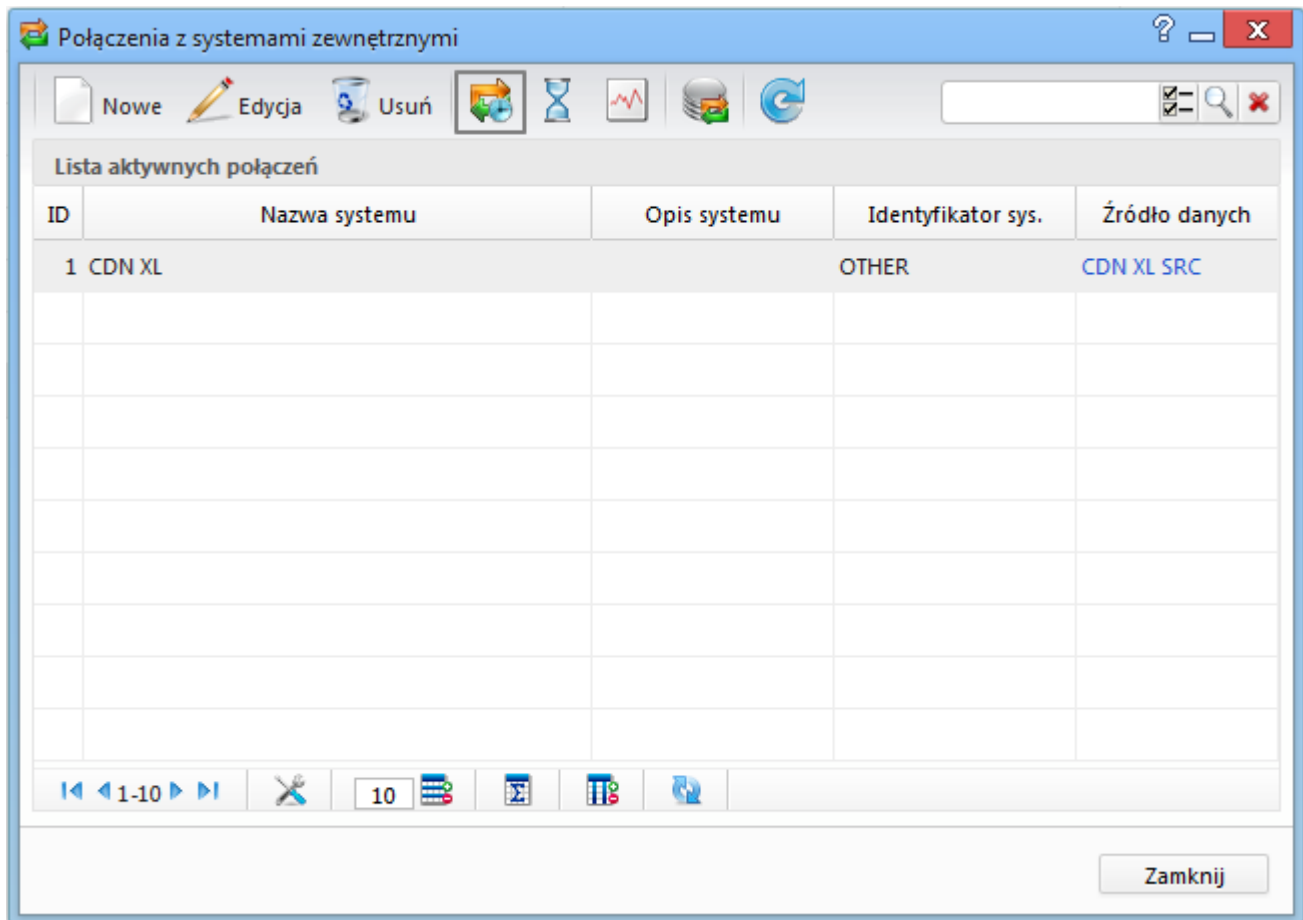 Połączenia z systemami zewnętrznymi
Nowe Edycja Usuń
Lista aktywnych połączeń
ID Nazwa systemu Opis systemu Identyfikator sys. Źródło danych
1 CDN XL OTHER CDN XL SRC
1-10 10
Zamknij